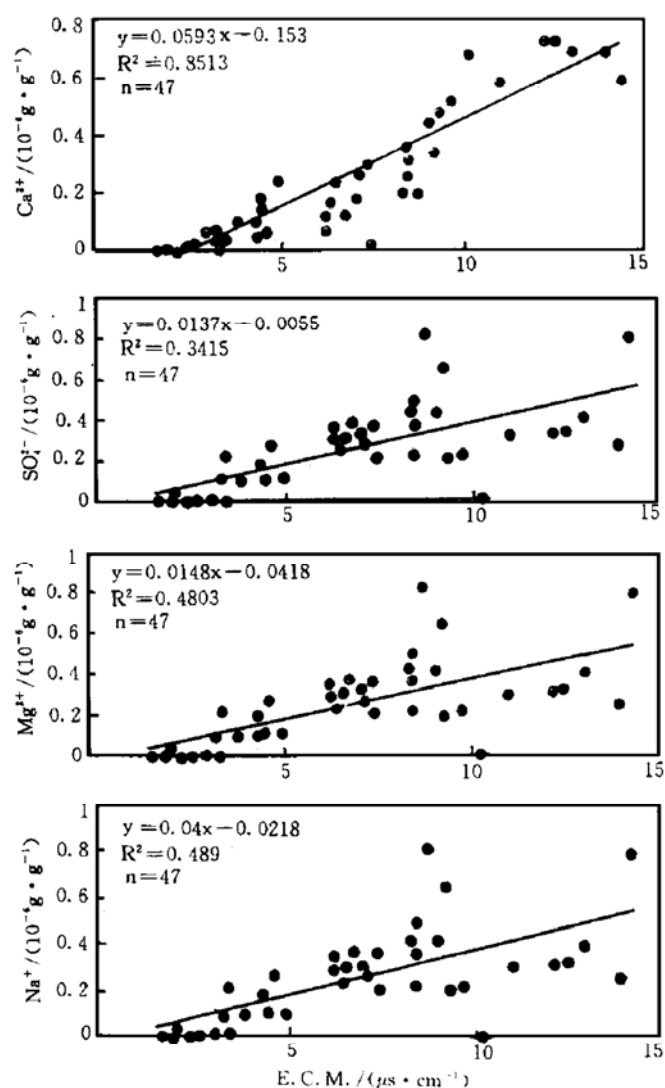 y=0.0593x-0.153
R²=0.8513
n=47
0.8
0.6
0.4
0.2
0
5
10
15
Ca²⁺/(10⁻⁶g·g⁻¹)
y=0.0137x-0.0055
R²=0.3415
n=47
1
0.8
0.6
0.4
0.2
0
5
10
15
SO₄²⁻/(10⁻⁶g·g⁻¹)
y=0.0148x-0.0418
R²=0.4803
n=47
1
0.8
0.6
0.4
0.2
0
5
10
15
Mg²⁺/(10⁻⁶g·g⁻¹)
y=0.04x-0.0218
R²=0.489
n=47
1
0.8
0.6
0.4
0.2
0
5
10
15
Na⁺/(10⁻⁶g·g⁻¹)
E.C.M./(μs·cm⁻¹)